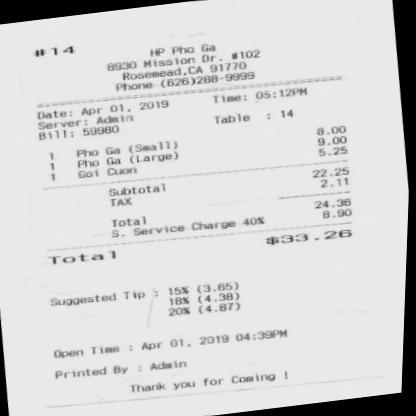 #14
HP Pho Ga
8930 Mission Dr. #102
Rosemead,CA 91770
Phone (626)288-9999
Date: Apr 01, 2019 Time: 05:12PM
Server: Admin
Bill: 59980 Table : 14
1 Pho Ga (Small) 8.00
1 Pho Ga (Large) 9.00
1 Goi Cuon 5.25
Subtotal 22.25
TAX 2.11
Total 24.36
S. Service Charge 40% 8.90
Total $33.26
Suggested Tip : 15% (3.65)
18% (4.38)
20% (4.87)
Open Time : Apr 01, 2019 04:39PM
Printed By : Admin
Thank you for Coming !